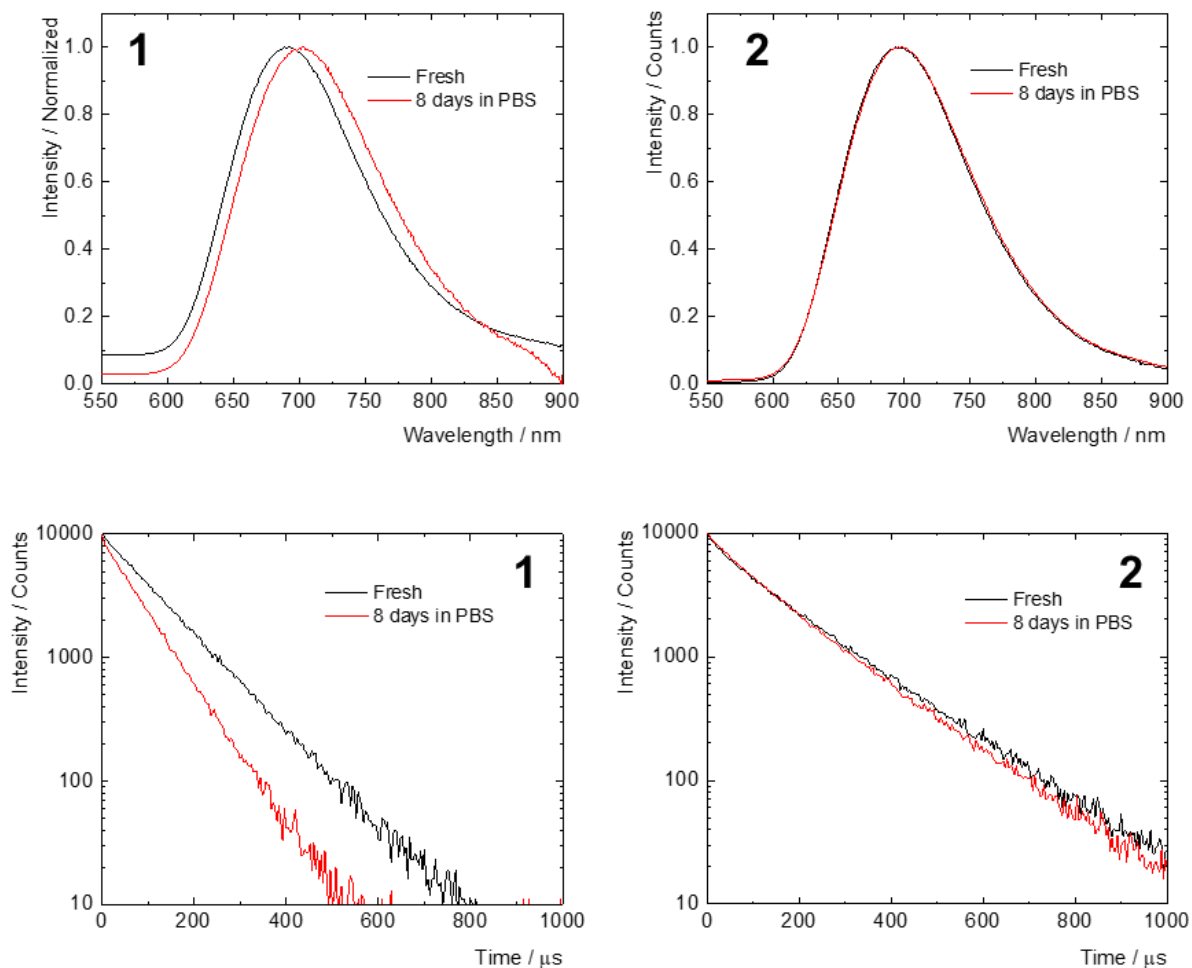 1
Fresh
8 days in PBS
Intensity / Normalized
1.0
0.8
0.6
0.4
0.2
0.0
550 600 650 700 750 800 850 900
Wavelength / nm
2
Fresh
8 days in PBS
Intensity / Counts
1.0
0.8
0.6
0.4
0.2
0.0
550 600 650 700 750 800 850 900
Wavelength / nm
1
Fresh
8 days in PBS
Intensity / Counts
10000
1000
100
10
0 200 400 600 800 1000
Time / μs
2
Fresh
8 days in PBS
Intensity / Counts
10000
1000
100
10
0 200 400 600 800 1000
Time / μs